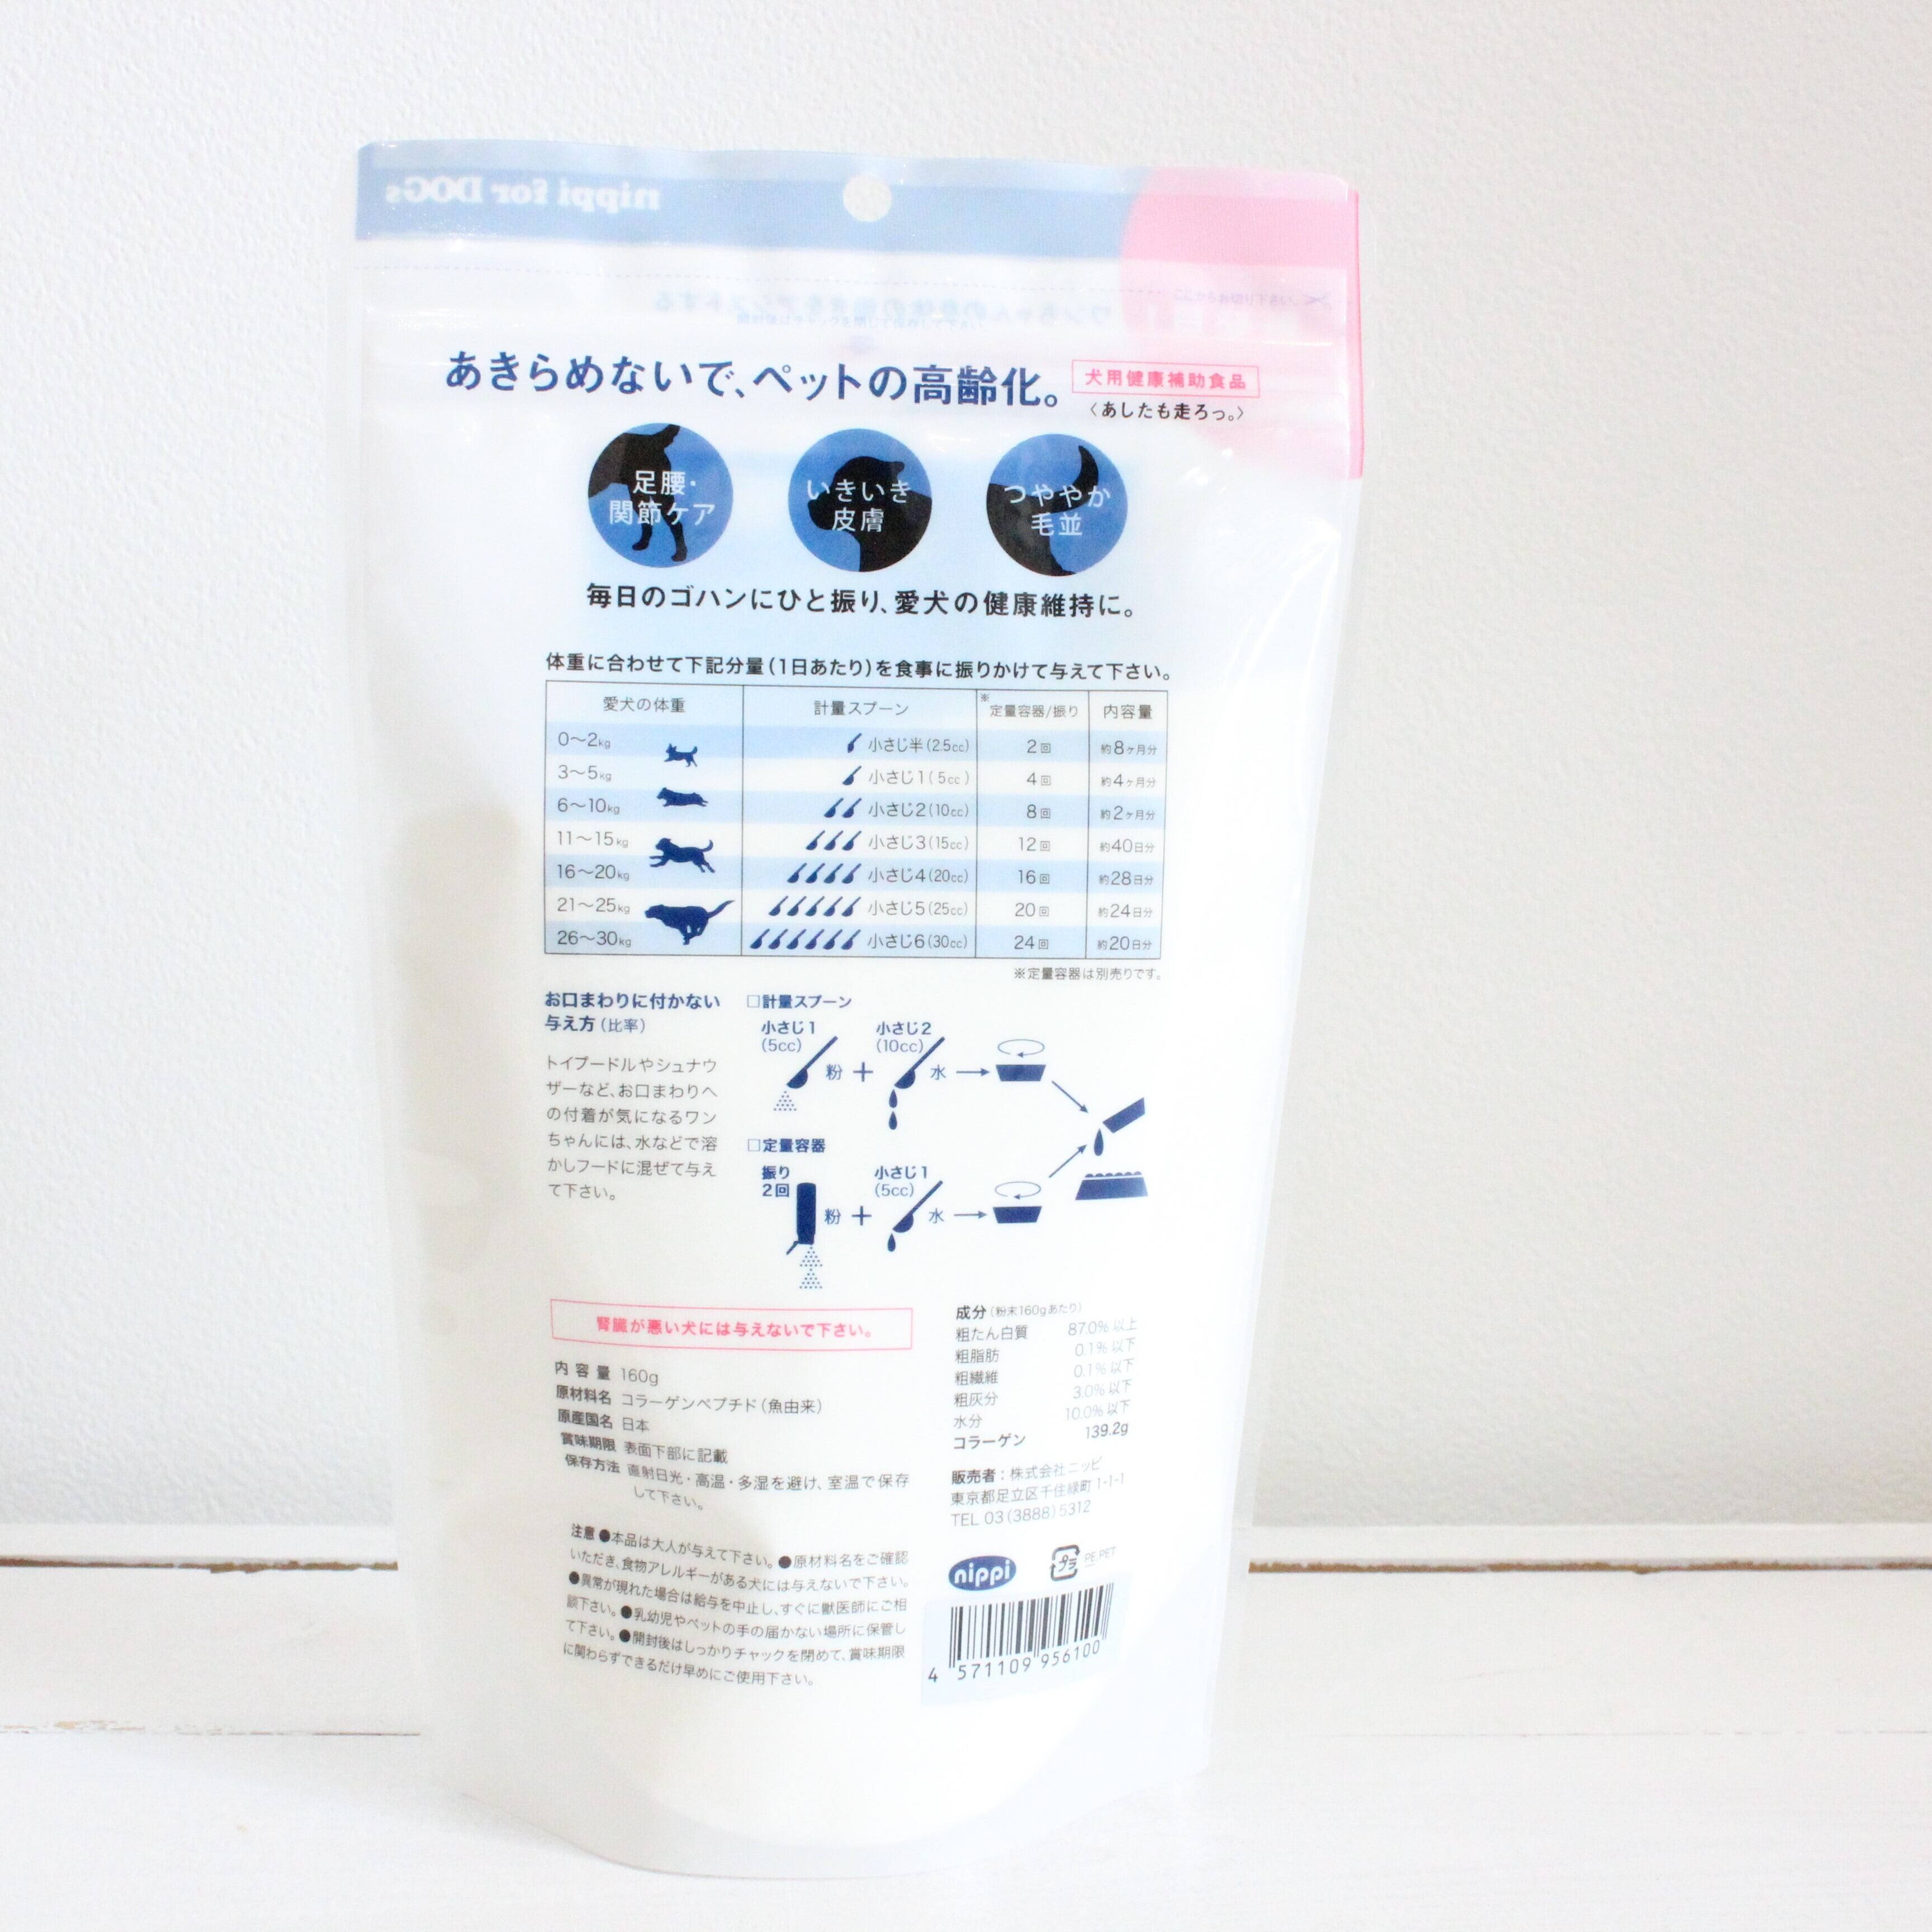 nippi for DOGs
あきらめないで、ペットの高齢化。
犬用健康補助食品
〈あしたも走ろっ。〉
足腰・
関節ケア
いきいき
皮膚
つややか
毛並
毎日のゴハンにひと振り、愛犬の健康維持に。
体重に合わせて下記分量(1日あたり)を食事に振りかけて与えて下さい。
愛犬の体重 計量スプーン ※定量容器/振り 内容量
0〜2kg 小さじ半(2.5cc) 2回 約8ヶ月分
3〜5kg 小さじ1(5cc) 4回 約4ヶ月分
6〜10kg 小さじ2(10cc) 8回 約2ヶ月分
11〜15kg 小さじ3(15cc) 12回 約40日分
16〜20kg 小さじ4(20cc) 16回 約28日分
21〜25kg 小さじ5(25cc) 20回 約24日分
26〜30kg 小さじ6(30cc) 24回 約20日分
※定量容器は別売りです。
お口まわりに付かない
与え方(比率)
トイプードルやシュナウ
ザーなど、お口まわりへ
の付着が気になるワン
ちゃんには、水などで溶
かしフードに混ぜて与え
て下さい。
□計量スプーン
小さじ1 小さじ2
(5cc) (10cc)
粉 + 水
□定量容器
振り 小さじ1
2回 (5cc)
粉 + 水
腎臓が悪い犬には与えないで下さい。
内容量 160g
原材料名 コラーゲンペプチド(魚由来)
原産国名 日本
賞味期限 表面下部に記載
保存方法 直射日光・高温・多湿を避け、室温で保存
して下さい。
注意 ●本品は大人が与えて下さい。●原材料名をご確認
いただき、食物アレルギーがある犬には与えないで下さい。
●異常が現れた場合は給与を中止し、すぐに獣医師にご相
談下さい。●乳幼児やペットの手の届かない場所に保管し
て下さい。●開封後はしっかりチャックを閉めて、賞味期限
に関わらずできるだけ早めにご使用下さい。
成分(粉末160gあたり)
粗たん白質 87.0%以上
粗脂肪 0.1%以下
粗繊維 0.1%以下
粗灰分 3.0%以下
水分 10.0%以下
コラーゲン 139.2g
販売者:株式会社ニッピ
東京都足立区千住緑町1-1-1
TEL 03(3888)5312
nippi
プラ PE PET
4 571109 956100